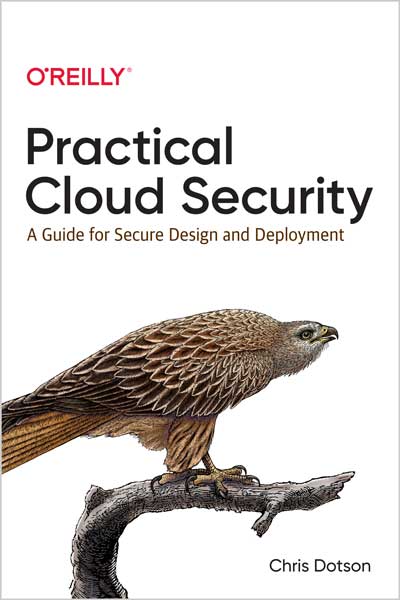 O'REILLY®
Practical
Cloud Security
A Guide for Secure Design and Deployment
Chris Dotson